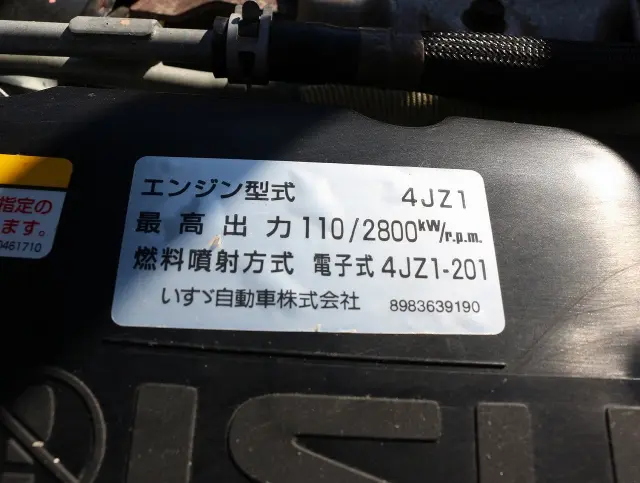 エンジン型式 4JZ1
最高出力 110/2800kW/r.p.m.
燃料噴射方式 電子式 4JZ1-201
いすゞ自動車株式会社 8983639190
指定の
ます。
0461710